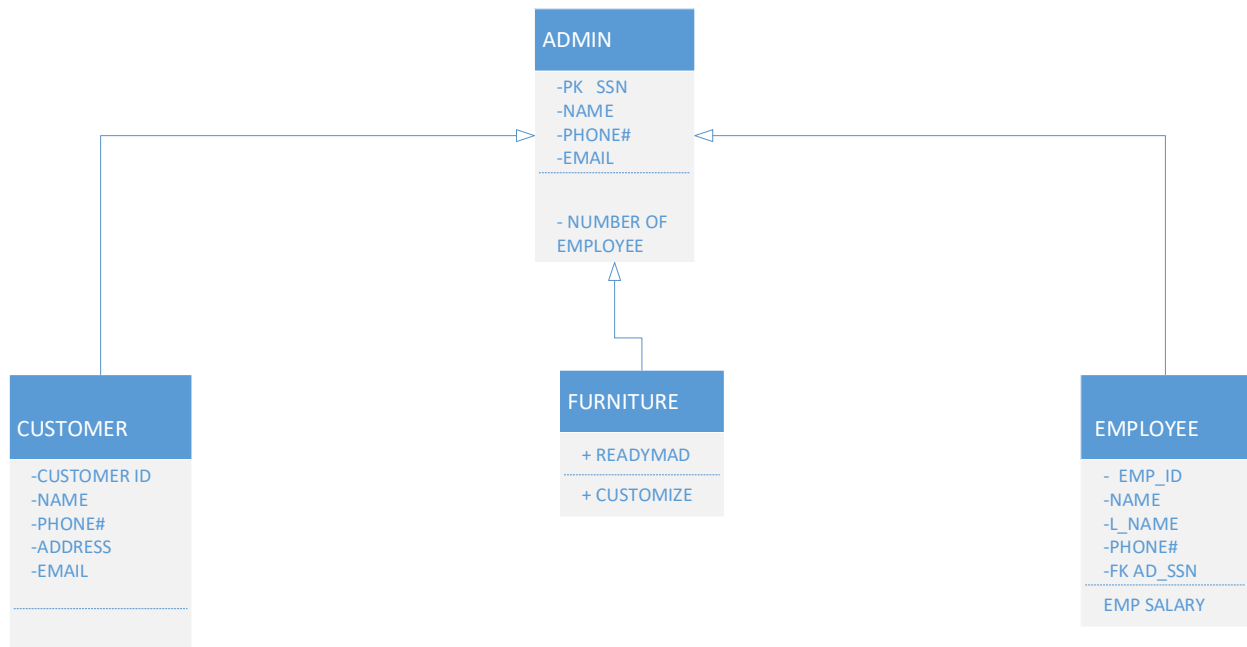 ADMIN
-PK SSN
-NAME
-PHONE#
-EMAIL
- NUMBER OF
EMPLOYEE
CUSTOMER
-CUSTOMER ID
-NAME
-PHONE#
-ADDRESS
-EMAIL
FURNITURE
+ READYMAD
+ CUSTOMIZE
EMPLOYEE
- EMP_ID
-NAME
-L_NAME
-PHONE#
-FK AD_SSN
EMP SALARY